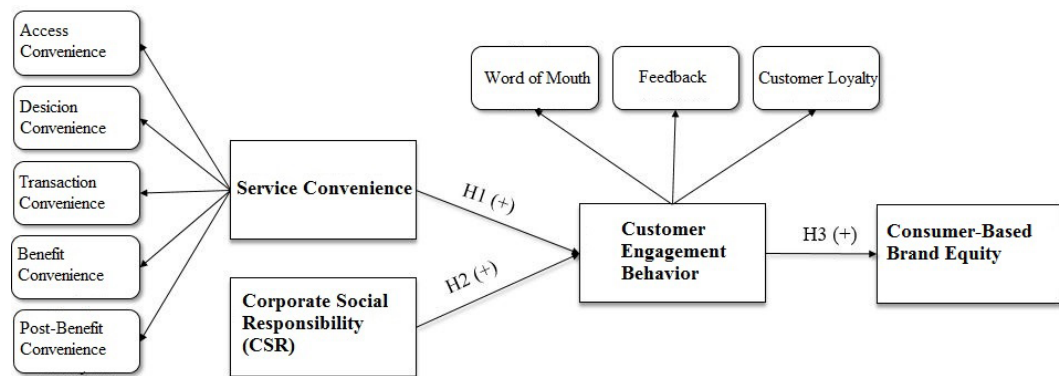 Access
Convenience
Desicion
Convenience
Transaction
Convenience
Benefit
Convenience
Post-Benefit
Convenience
Service Convenience
Corporate Social
Responsibility
(CSR)
H1 (+)
H2 (+)
Word of Mouth
Feedback
Customer Loyalty
Customer
Engagement
Behavior
H3 (+)
Consumer-Based
Brand Equity